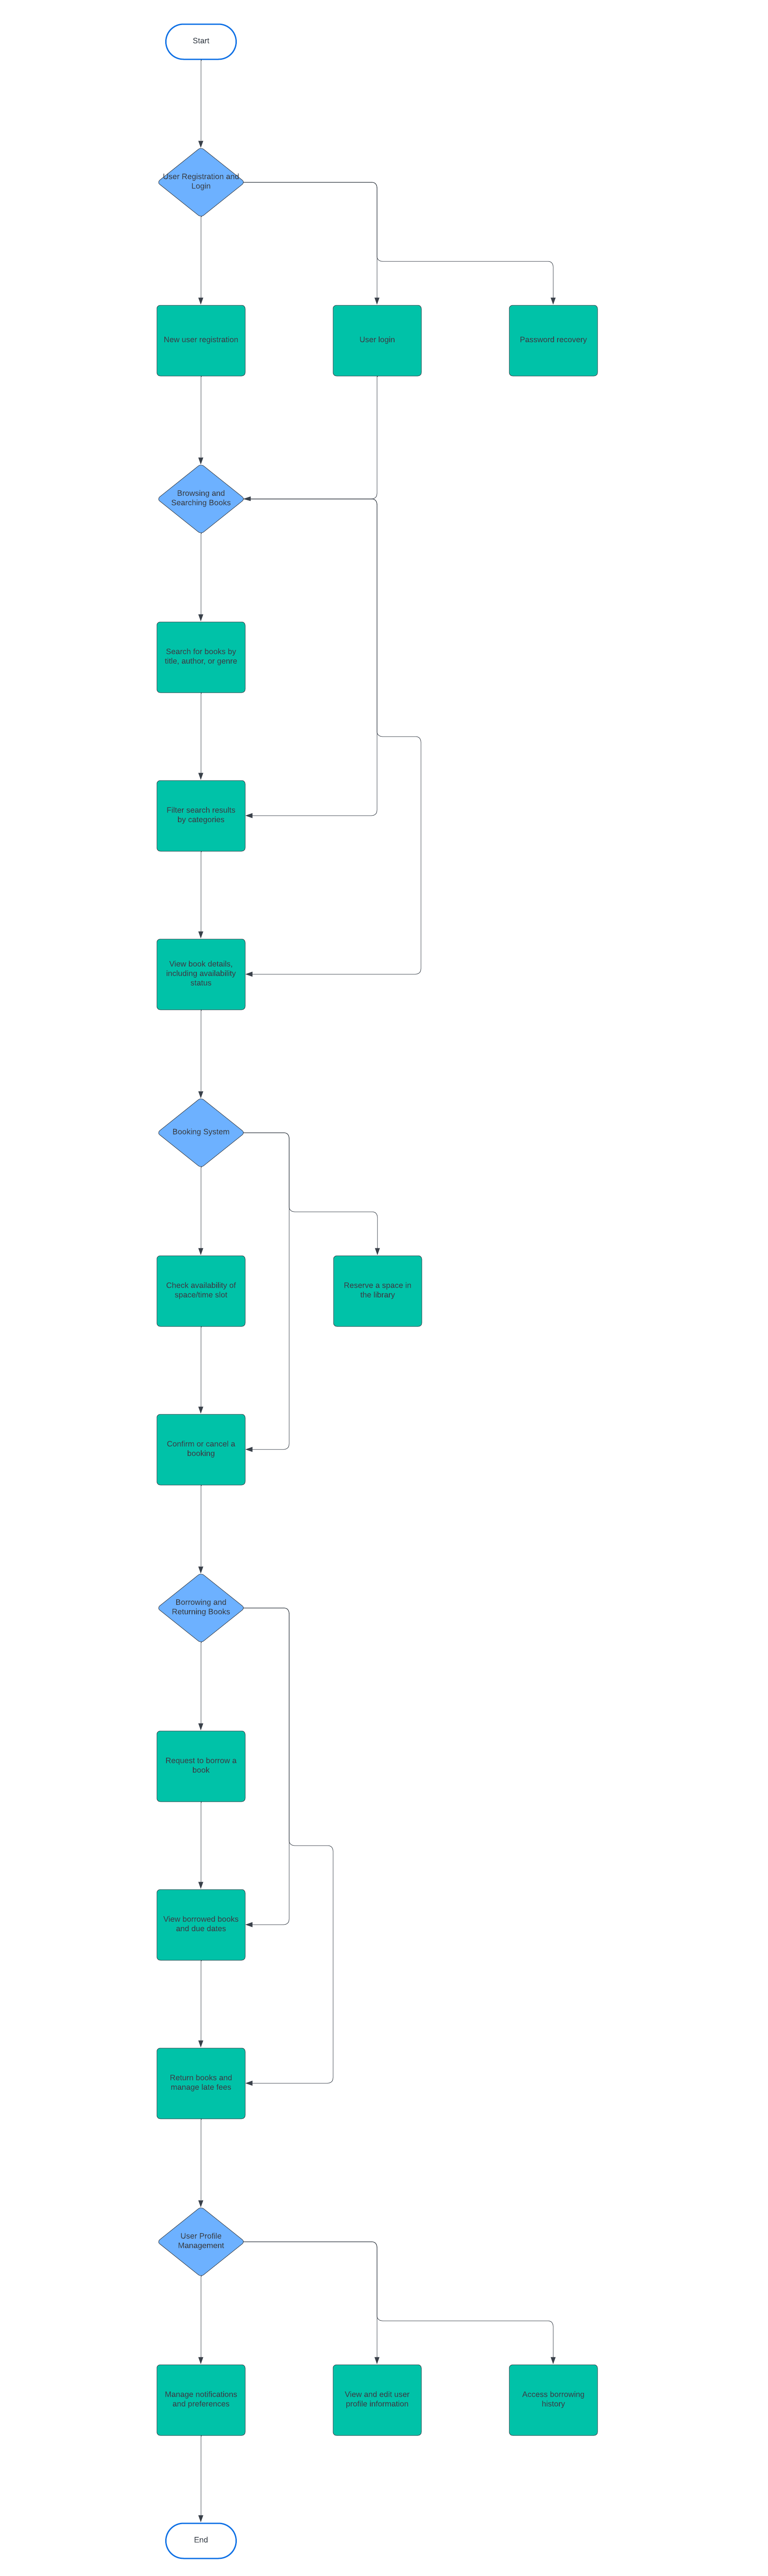 Start
User Registration and
Login
New user registration
User login
Password recovery
Browsing and
Searching Books
Search for books by
title, author, or genre
Filter search results
by categories
View book details,
including availability
status
Booking System
Check availability of
space/time slot
Reserve a space in
the library
Confirm or cancel a
booking
Borrowing and
Returning Books
Request to borrow a
book
View borrowed books
and due dates
Return books and
manage late fees
User Profile
Management
Manage notifications
and preferences
View and edit user
profile information
Access borrowing
history
End